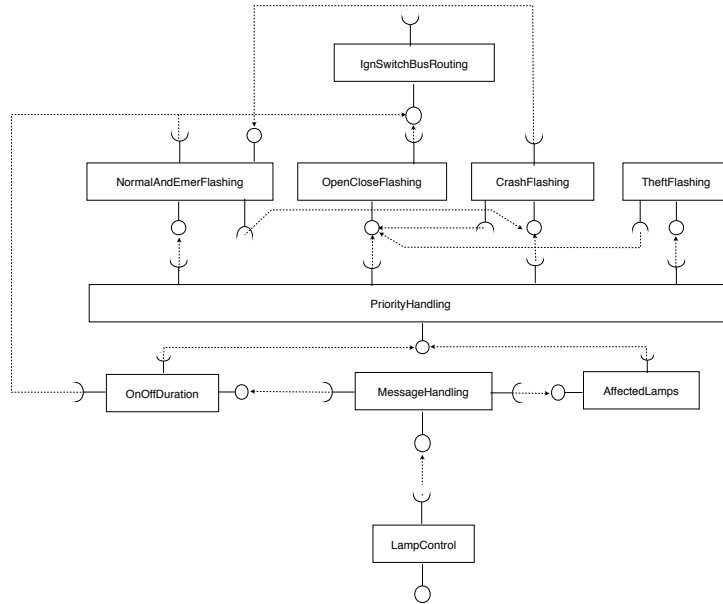 IgnSwitchBusRouting
NormalAndEmerFlashing
OpenCloseFlashing
CrashFlashing
TheftFlashing
PriorityHandling
OnOffDuration
MessageHandling
AffectedLamps
LampControl